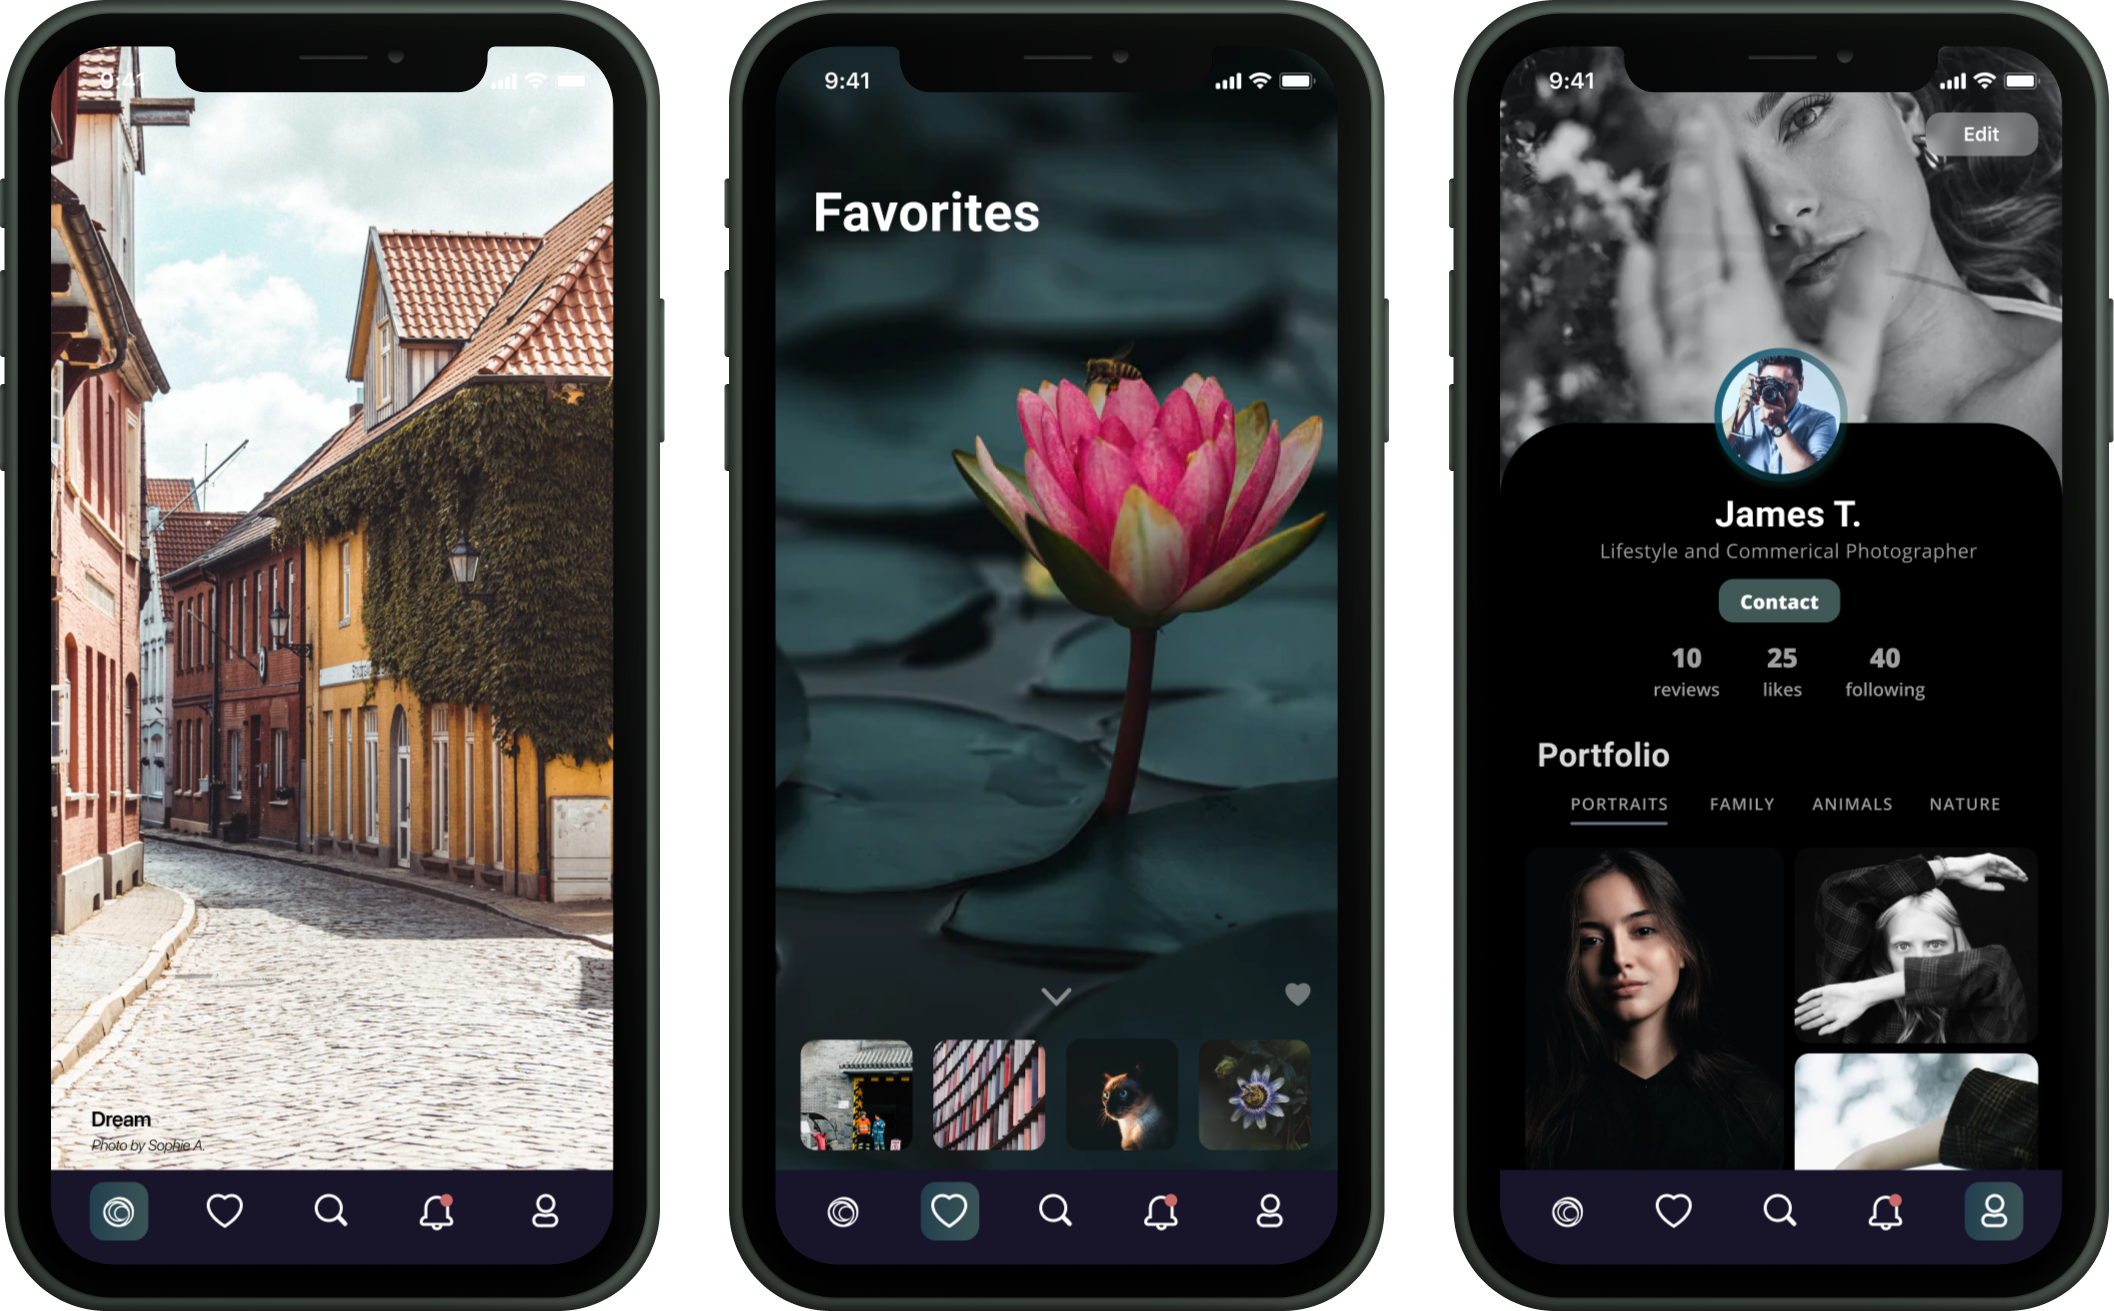 9:41
Dream
Photo by Sophie A.
9:41
Favorites
9:41
Edit
James T.
Lifestyle and Commerical Photographer
Contact
10 25 40
reviews likes following
Portfolio
PORTRAITS FAMILY ANIMALS NATURE